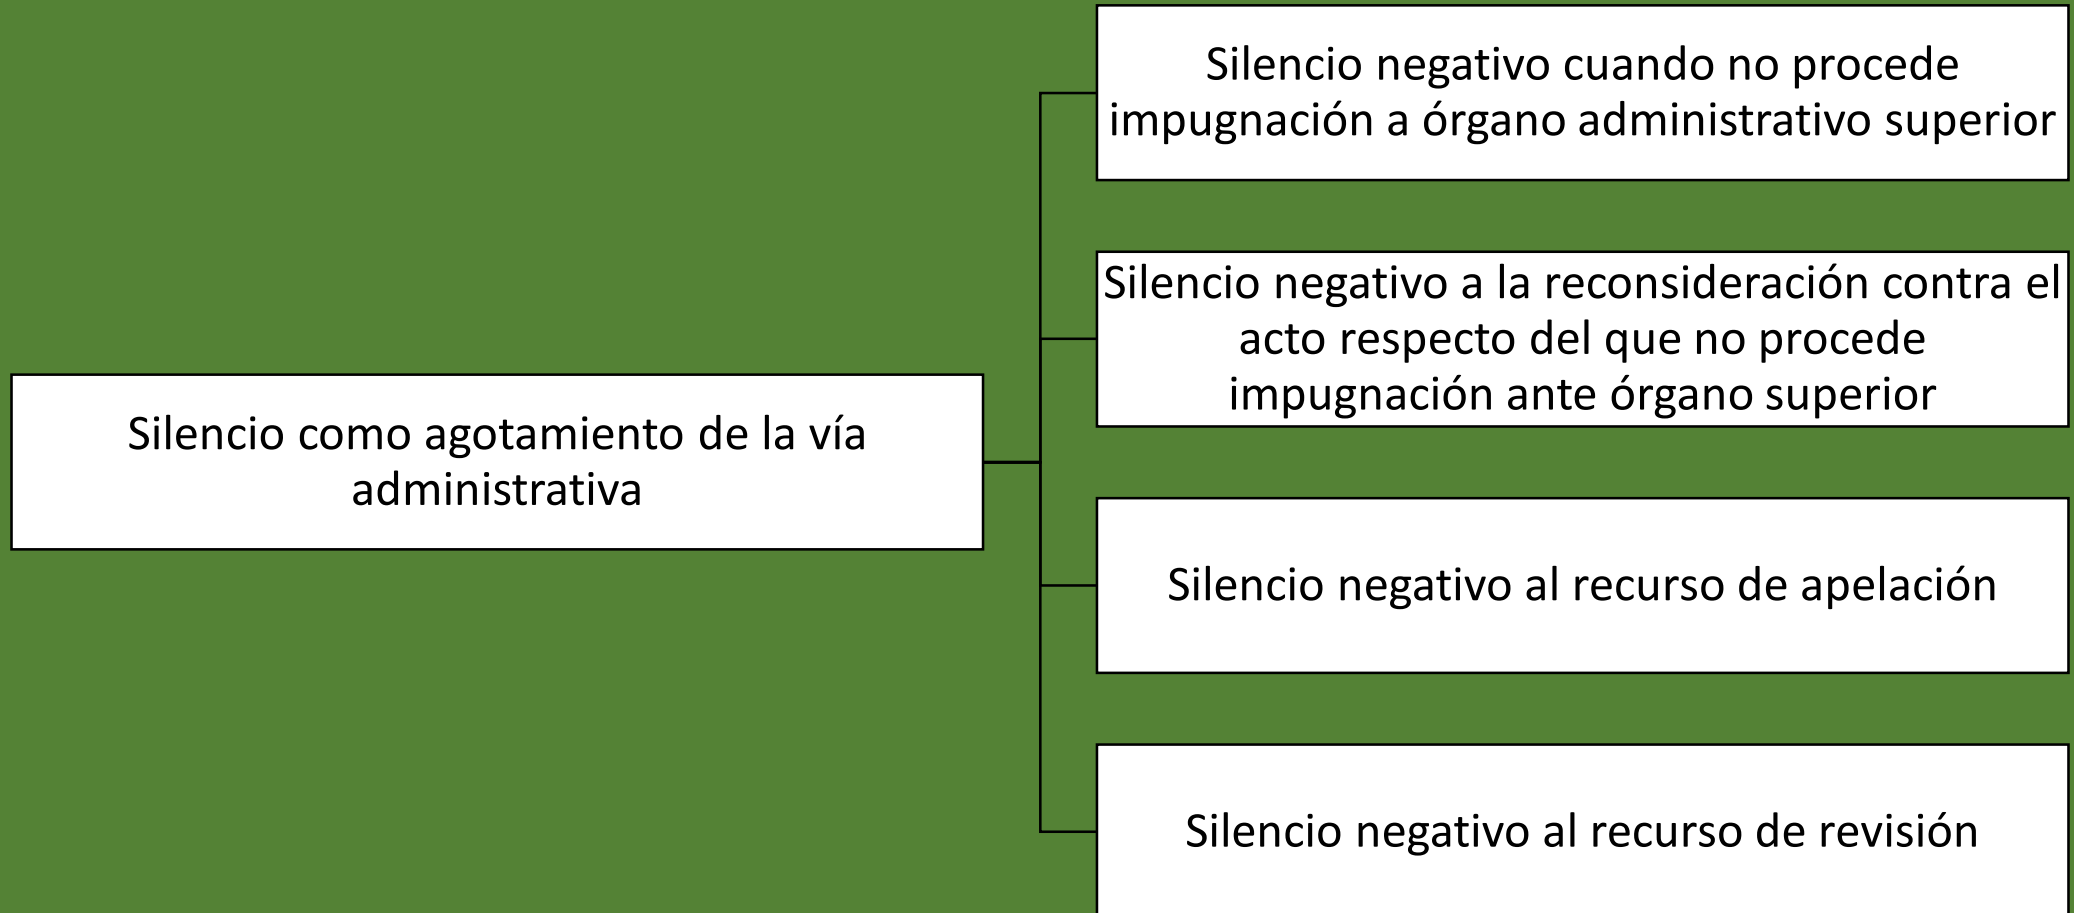 Silencio como agotamiento de la vía
administrativa
Silencio negativo cuando no procede
impugnación a órgano administrativo superior
Silencio negativo a la reconsideración contra el
acto respecto del que no procede
impugnación ante órgano superior
Silencio negativo al recurso de apelación
Silencio negativo al recurso de revisión